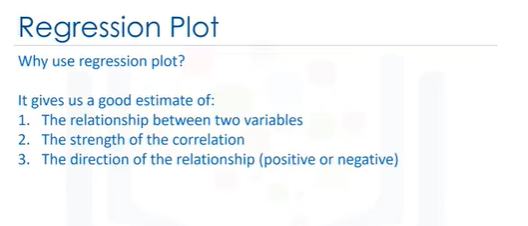 Regression Plot
Why use regression plot?
It gives us a good estimate of:
1. The relationship between two variables
2. The strength of the correlation
3. The direction of the relationship (positive or negative)